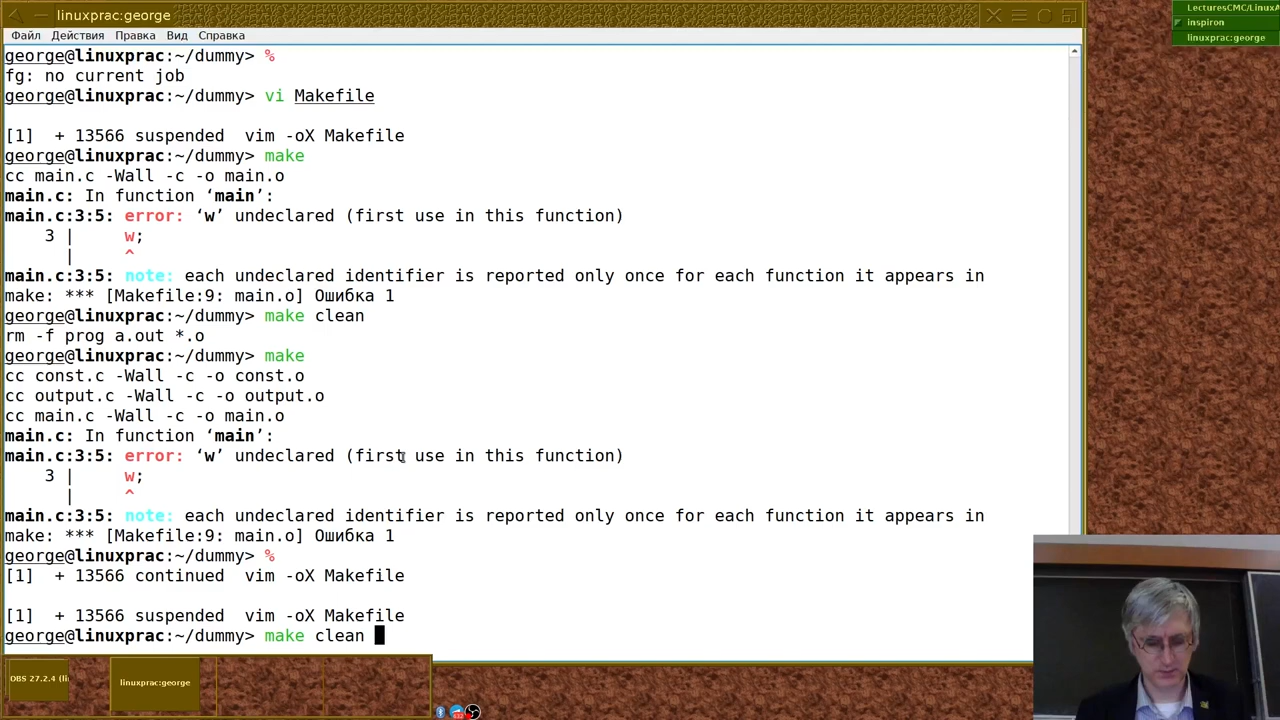 linuxprac:george
Файл Действия Правка Вид Справка
george@linuxprac:~/dummy> %
fg: no current job
george@linuxprac:~/dummy> vi Makefile
[1]  + 13566 suspended  vim -oX Makefile
george@linuxprac:~/dummy> make
cc main.c -Wall -c -o main.o
main.c: In function ‘main’:
main.c:3:5: error: ‘w’ undeclared (first use in this function)
    3 |     w;
      |     ^
main.c:3:5: note: each undeclared identifier is reported only once for each function it appears in
make: *** [Makefile:9: main.o] Ошибка 1
george@linuxprac:~/dummy> make clean
rm -f prog a.out *.o
george@linuxprac:~/dummy> make
cc const.c -Wall -c -o const.o
cc output.c -Wall -c -o output.o
cc main.c -Wall -c -o main.o
main.c: In function ‘main’:
main.c:3:5: error: ‘w’ undeclared (first use in this function)
    3 |     w;
      |     ^
main.c:3:5: note: each undeclared identifier is reported only once for each function it appears in
make: *** [Makefile:9: main.o] Ошибка 1
george@linuxprac:~/dummy> %
[1]  + 13566 continued  vim -oX Makefile
[1]  + 13566 suspended  vim -oX Makefile
george@linuxprac:~/dummy> make clean
LecturesCMC/LinuxA
inspiron
linuxprac:george
OBS 27.2.4 (li
linuxprac:george